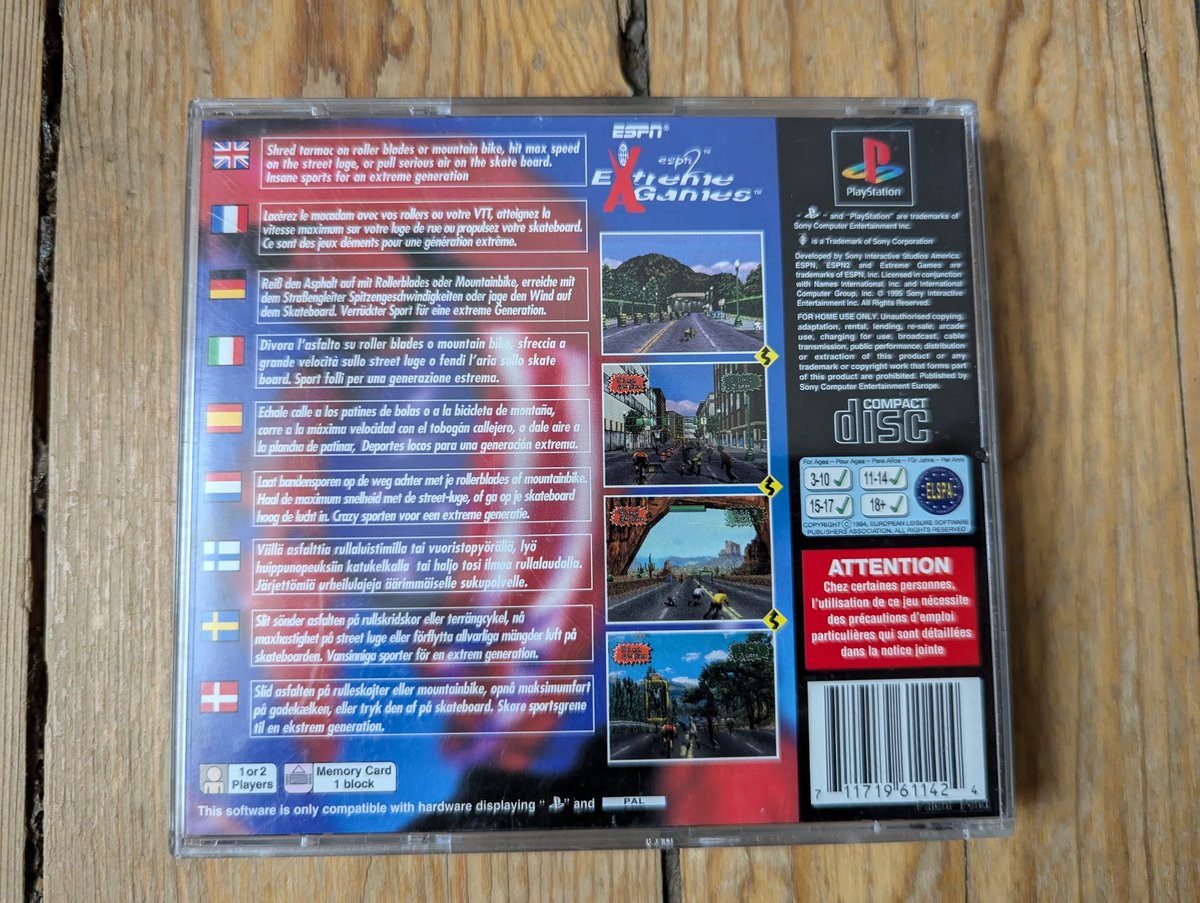 Shred tarmac on roller blades or mountain bike, hit max speed
on the street luge, or pull serious air on the skate board.
Insane sports for an extreme generation
Lacérez le macadam avec vos rollers ou votre VTT, atteignez la
vitesse maximum sur votre luge de rue ou propulsez votre skateboard.
Ce sont des jeux déments pour une génération extrême.
Reiß den Asphalt auf mit Rollerblades oder Mountainbike, erreiche mit
dem Straßengleiter Spitzengeschwindigkeiten oder jage den Wind auf
dem Skateboard. Verrückter Sport für eine extreme Generation.
Divora l'asfalto su roller blades o mountain bike, sfreccia a
grande velocità sullo street luge o fendi l'aria sullo skate
board. Sport folli per una generazione estrema.
Echale calle a los patines de bolas o a la bicicleta de montaña,
corre a la máxima velocidad con el tobogán callejero, o dale aire a
la plancha de patinar, Deportes locos para una generación extrema.
Laat bandensporen op de weg achter met je rollerblades of mountainbike.
Haal de maximum snelheid met de street-luge, of ga op je skateboard
hoog de lucht in. Crazy sporten voor een extreme generatie.
Viillä asfalttia rullaluistimilla tai vuoristopyörällä, lyö
huippunopeuksiin katukelkalla tai haljo tosi ilmaa rullalaudalla.
Järjettömiä urheilulajeja äärimmäiselle sukupolvelle.
Slit sönder asfalten på rullskridskor eller terrängcykel, nå
maxhastighet på street luge eller förflytta allvarliga mängder luft på
skateboarden. Vansinniga sporter för en extrem generation.
Slid asfalten på rulleskojter eller mountainbike, opnå maksimumfart
på gadekælken, eller tryk den af på skateboard. Skøre sportsgrene
til en ekstrem generation.
1 or 2
Players
Memory Card
1 block
This software is only compatible with hardware displaying " " and PAL
ESPN®
espn2™
Extreme
Games™
PlayStation
" " and "PlayStation" are trademarks of
Sony Computer Entertainment Inc.
is a Trademark of Sony Corporation
Developed by Sony Interactive Studios America:
ESPN, ESPN2 and Extreme Games are
trademarks of ESPN, Inc. Licensed in conjunction
with Names International, Inc. and International
Computer Group, Inc. © 1995 Sony Interactive
Entertainment Inc. All Rights Reserved.
FOR HOME USE ONLY: Unauthorised copying,
adaptation, rental, lending, re-sale, arcade
use, charging for use, broadcast, cable
transmission, public performance, distribution
or extraction of this product or any
trademark or copyright work that forms part
of this product are prohibited. Published by
Sony Computer Entertainment Europe.
COMPACT
disc
For Ages - Pour Ages - Para Años - Für Jahre - Per Anni
3-10 11-14
15-17 18+
ELSPA
COPYRIGHT © 1994, EUROPEAN LEISURE SOFTWARE
PUBLISHERS ASSOCIATION, ALL RIGHTS RESERVED
ATTENTION
Chez certaines personnes,
l'utilisation de ce jeu nécessite
des précautions d'emploi
particulières qui sont détaillées
dans la notice jointe
7 11719 61142 4